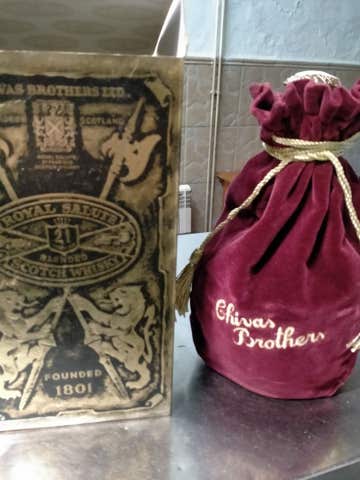 VAS BROTHERS LTD.
SCOTLAND
ROYAL SALUTE
21
BLENDED
SCOTCH WHISKY
FOUNDED
1801
Chivas
Brothers